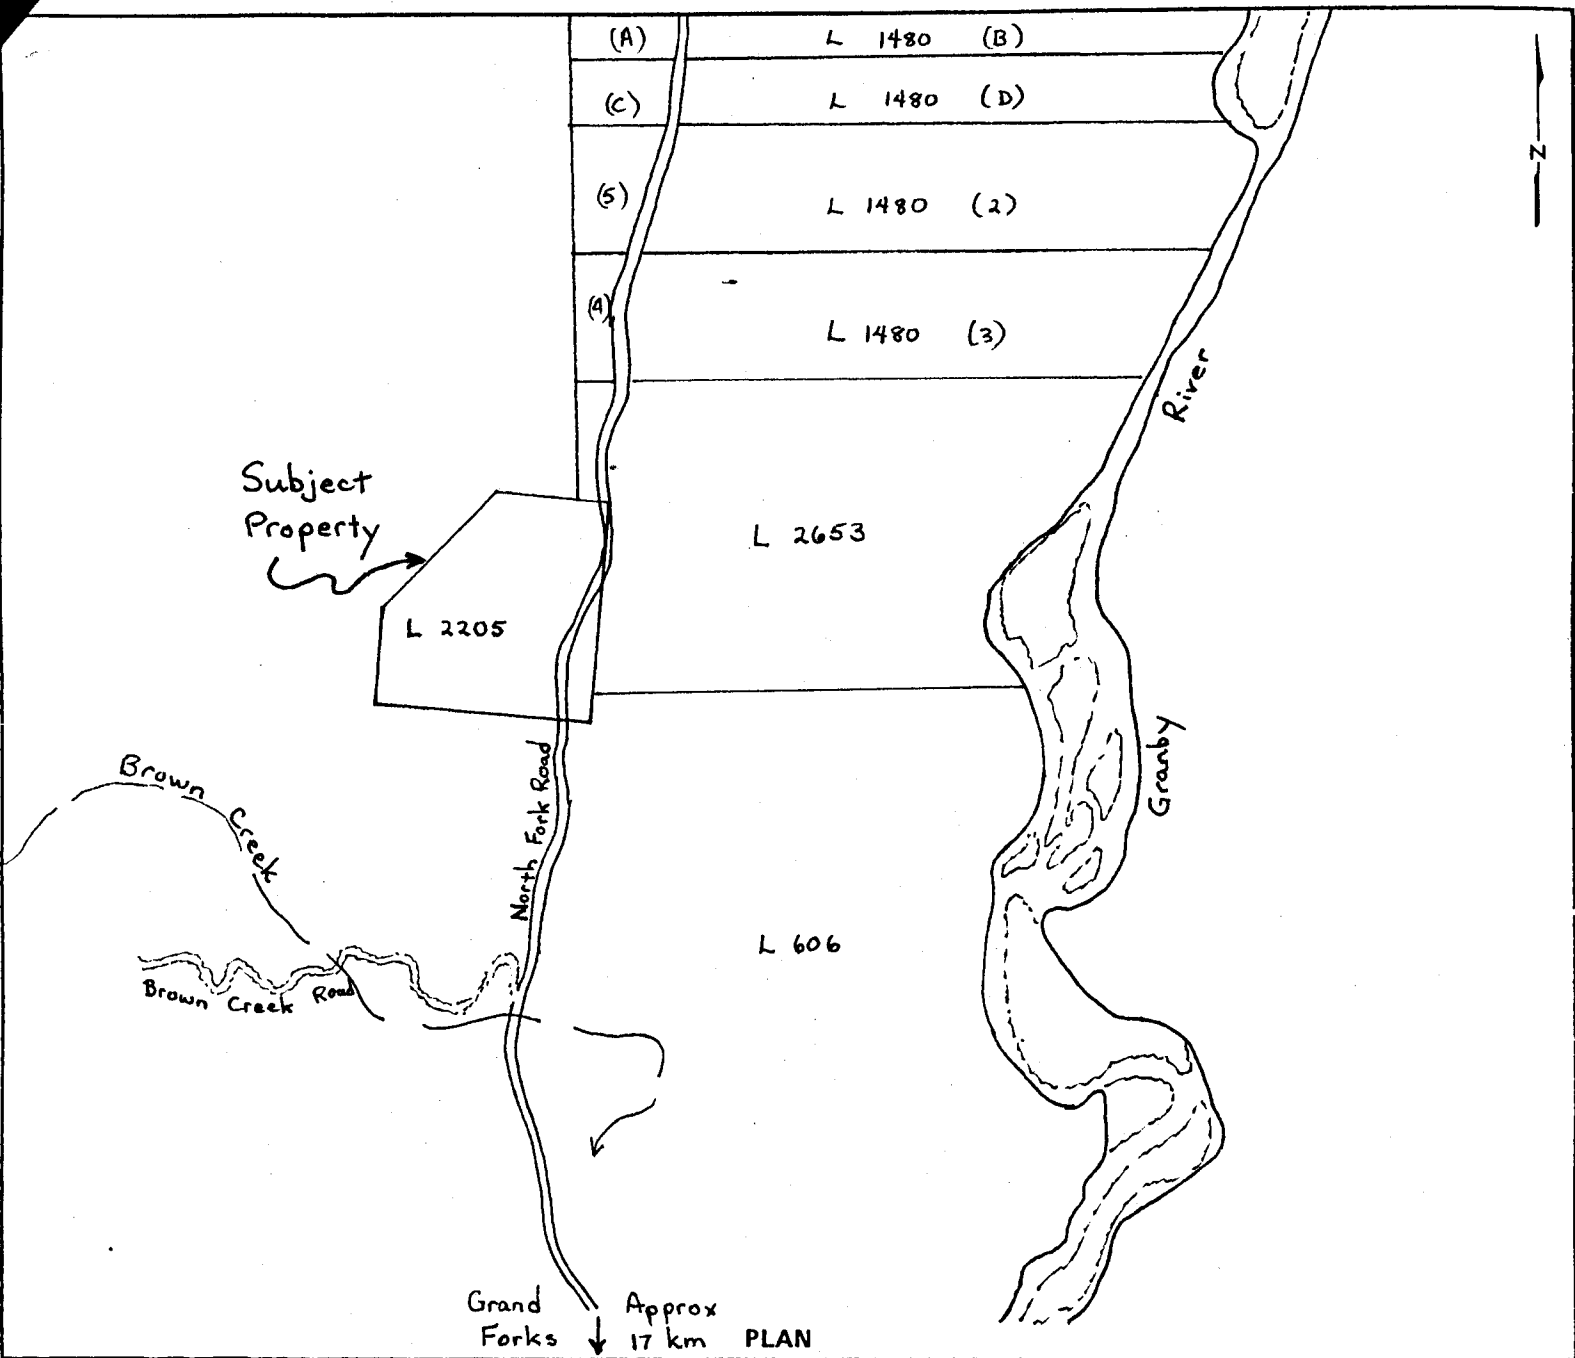 (A) L 1480 (B)
(C) L 1480 (D)
N
(5) L 1480 (2)
(4) L 1480 (3)
River
Subject
Property
L 2653
L 2205
Granby
North Fork Road
Brown
Creek
L 606
Brown Creek Road
Grand Approx
Forks 17 km PLAN